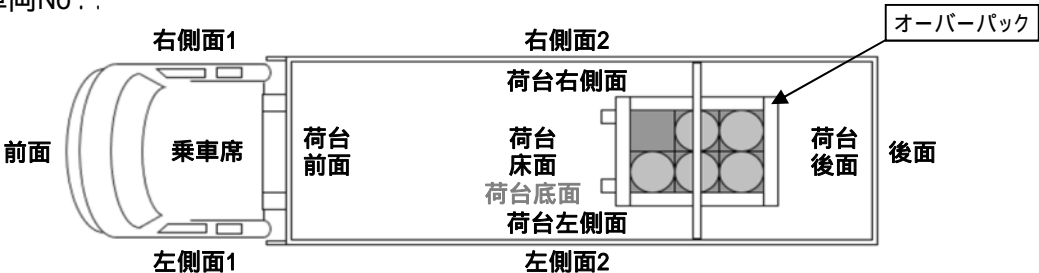 車両No．:
オーバーパック
右側面1
右側面2
荷台右側面
前面
乗車席
荷台
前面
荷台
床面
荷台底面
荷台
後面
後面
荷台左側面
左側面1
左側面2